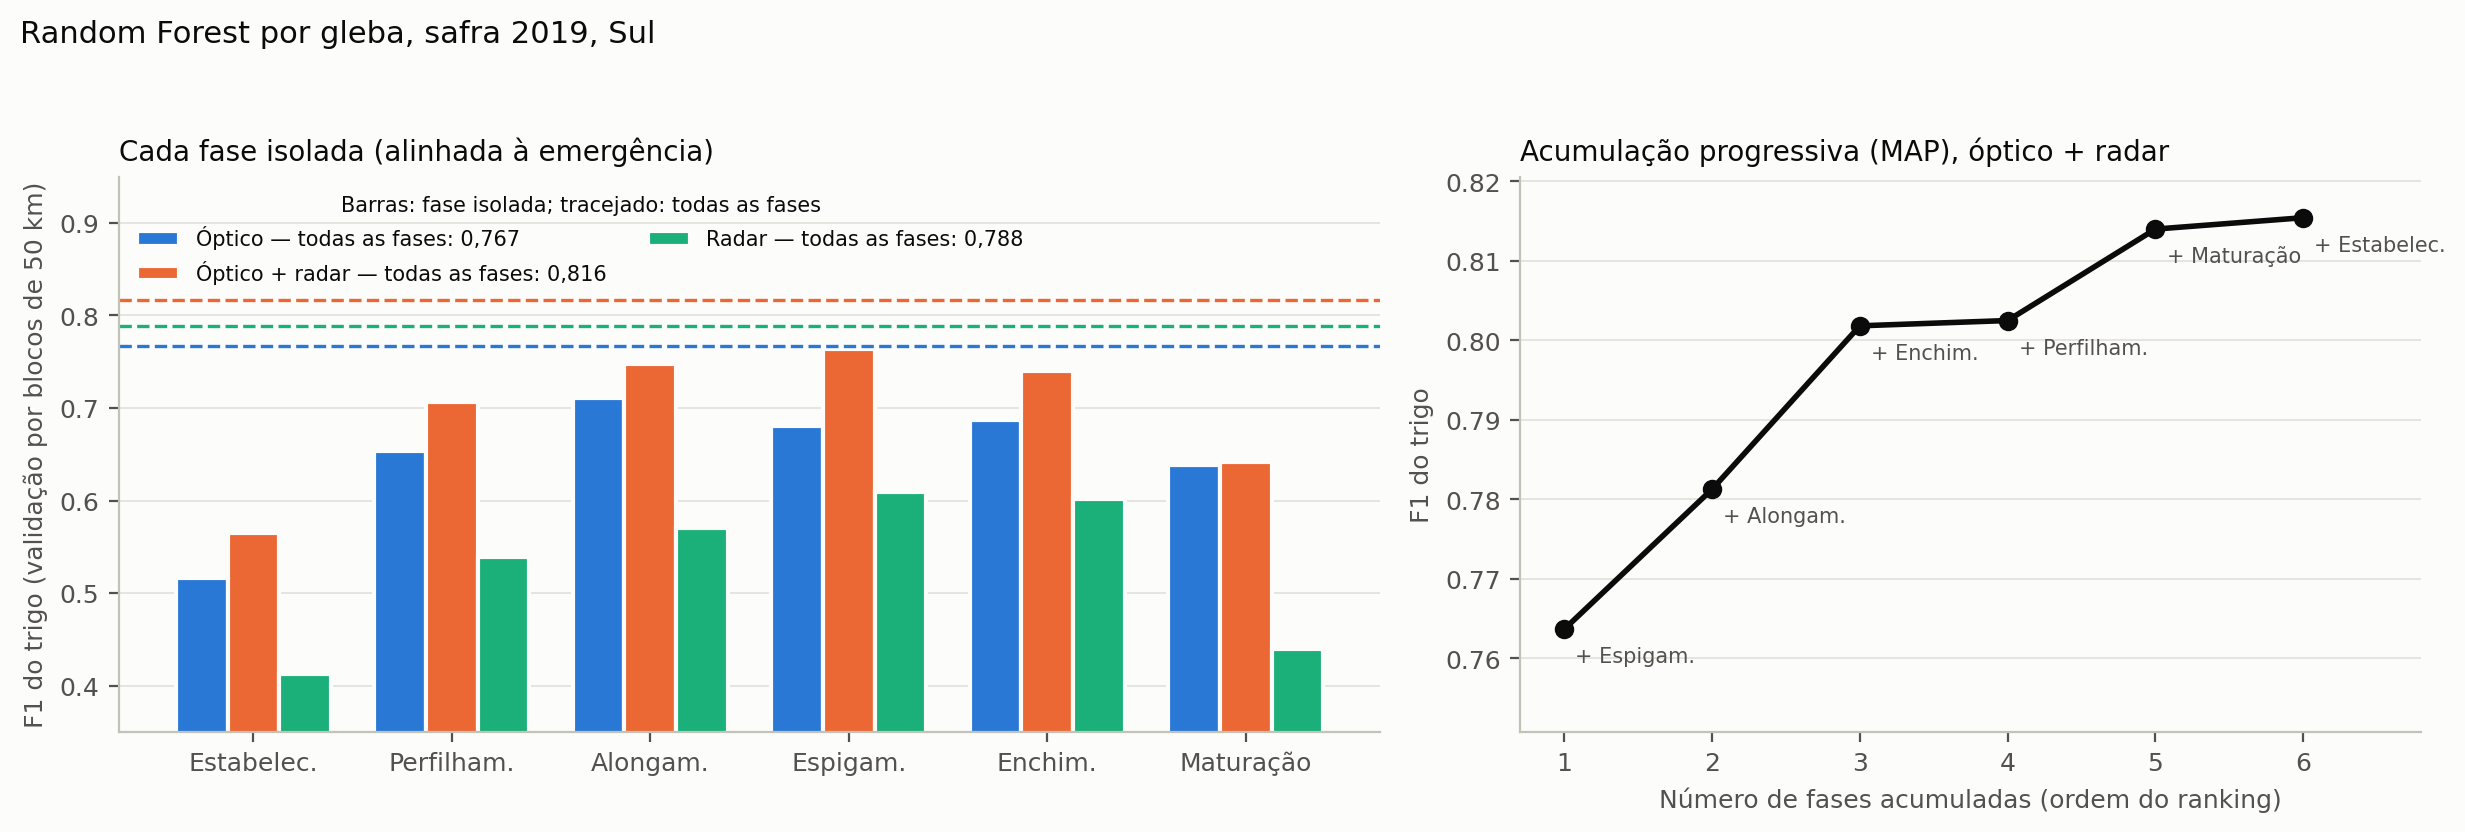 Random Forest por gleba, safra 2019, Sul
Cada fase isolada (alinhada à emergência)
F1 do trigo (validação por blocos de 50 km)
Barras: fase isolada; tracejado: todas as fases
Óptico — todas as fases: 0,767
Radar — todas as fases: 0,788
Óptico + radar — todas as fases: 0,816
0.9
0.8
0.7
0.6
0.5
0.4
Estabelec.
Perfilham.
Alongam.
Espigam.
Enchim.
Maturação
Acumulação progressiva (MAP), óptico + radar
F1 do trigo
0.82
0.81
0.80
0.79
0.78
0.77
0.76
+ Espigam.
+ Alongam.
+ Enchim.
+ Perfilham.
+ Maturação
+ Estabelec.
1
2
3
4
5
6
Número de fases acumuladas (ordem do ranking)